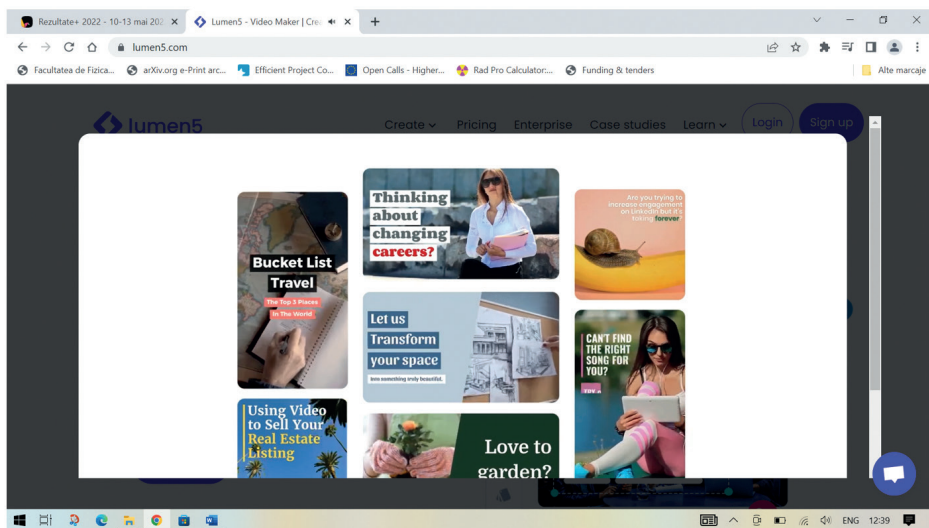 Rezultate+ 2022 - 10-13 mai 202
Lumen5 - Video Maker | Cre
lumen5.com
Facultatea de Fizica...
arXiv.org e-Print arc...
Efficient Project Co...
Open Calls - Higher...
Rad Pro Calculator:...
Funding & tenders
Alte marcaje
lumen5
Create
Pricing
Enterprise
Case studies
Learn
Login
Sign up
Bucket List
Travel
The Top 3 Places
In The World
Using Video
to Sell Your
Real Estate
Listing
Thinking
about
changing
careers?
Let us
Transform
your space
into something truly beautiful.
Love to
garden?
Are you trying to
increase engagement
on LinkedIn but it's
taking forever
CAN'T FIND
THE RIGHT
SONG FOR
YOU?
ENG
12:39